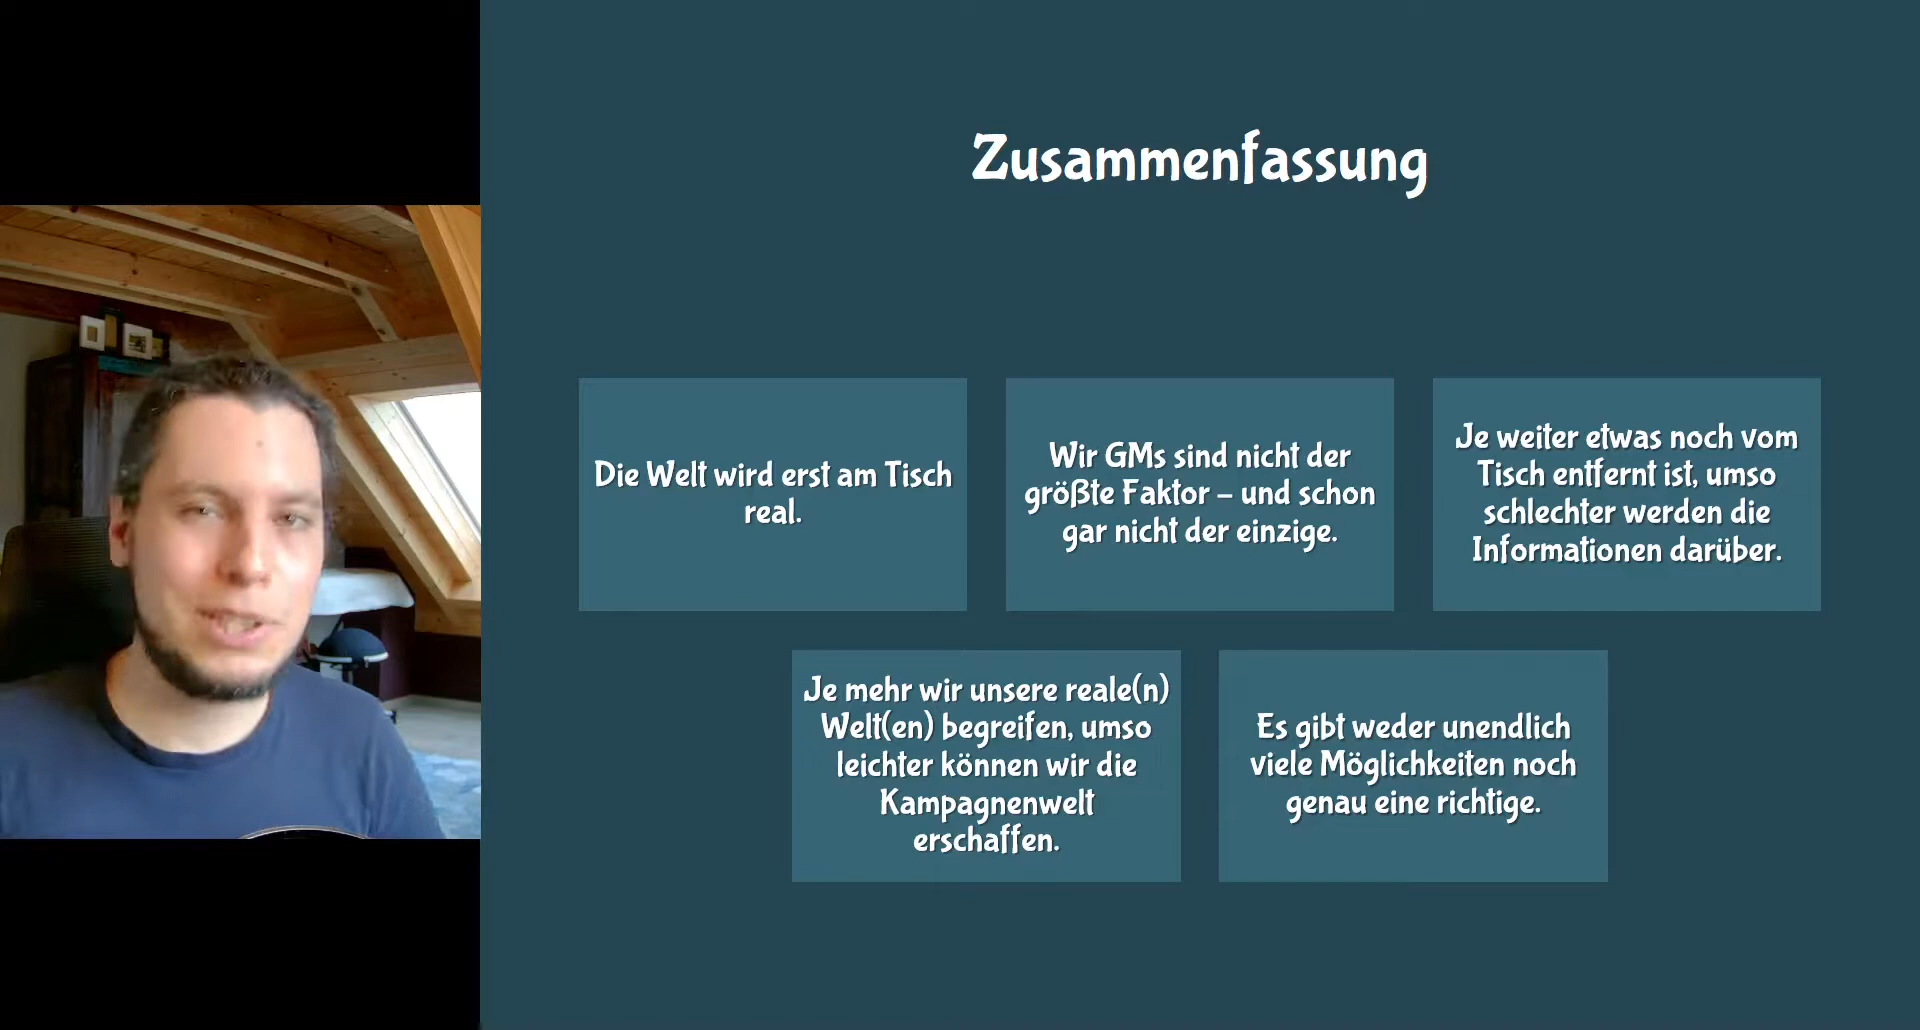 Zusammenfassung
Die Welt wird erst am Tisch
real.
Wir GMs sind nicht der
größte Faktor – und schon
gar nicht der einzige.
Je weiter etwas noch vom
Tisch entfernt ist, umso
schlechter werden die
Informationen darüber.
Je mehr wir unsere reale(n)
Welt(en) begreifen, umso
leichter können wir die
Kampagnenwelt
erschaffen.
Es gibt weder unendlich
viele Möglichkeiten noch
genau eine richtige.